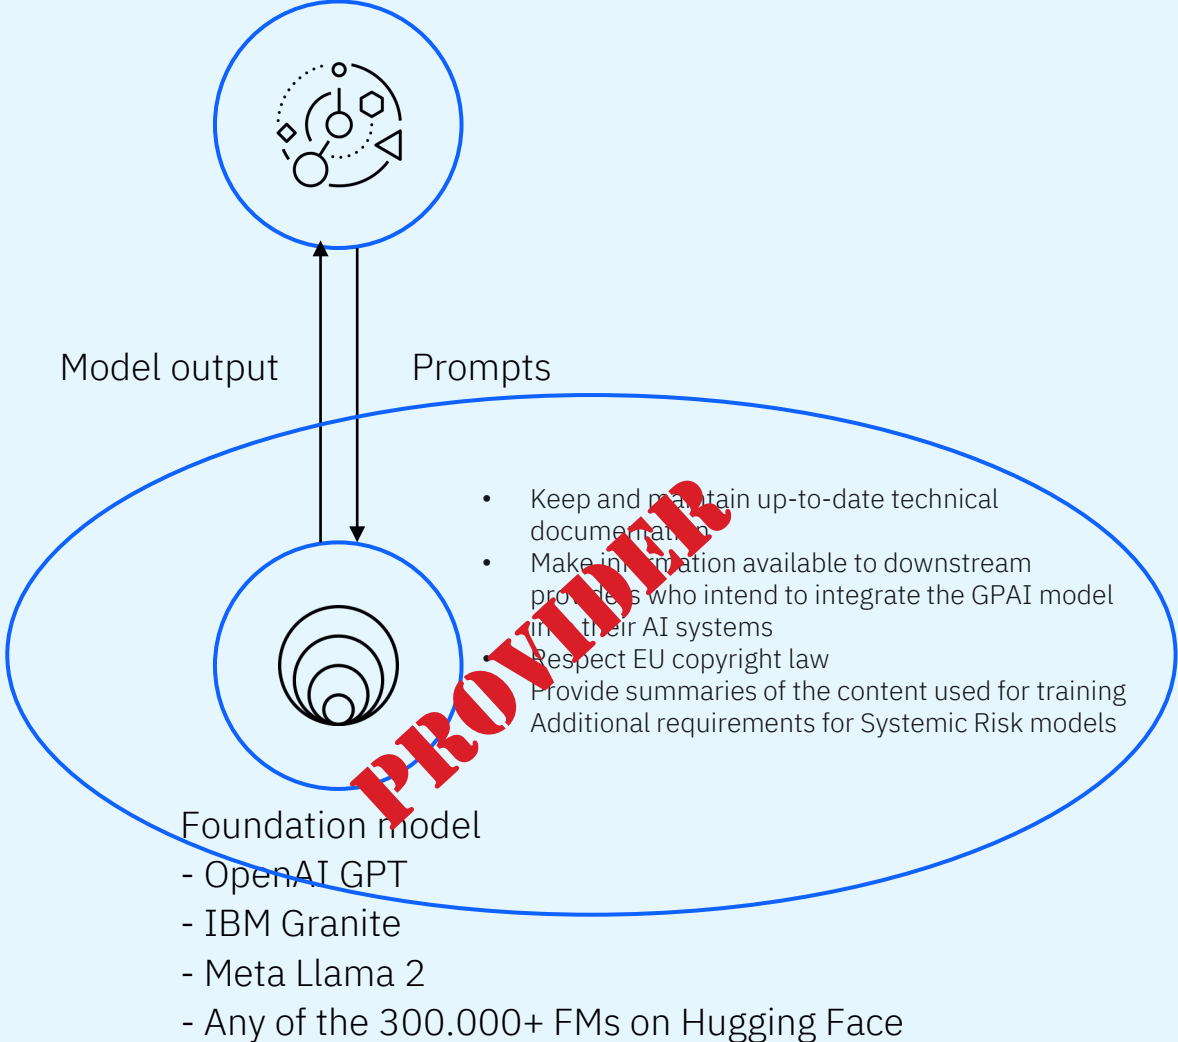 Model output
Prompts
• Keep and maintain up-to-date technical
documentation
• Make information available to downstream
providers who intend to integrate the GPAI model
into their AI systems
• Respect EU copyright law
Provide summaries of the content used for training
Additional requirements for Systemic Risk models
PROVIDER
Foundation model
- OpenAI GPT
- IBM Granite
- Meta Llama 2
- Any of the 300.000+ FMs on Hugging Face